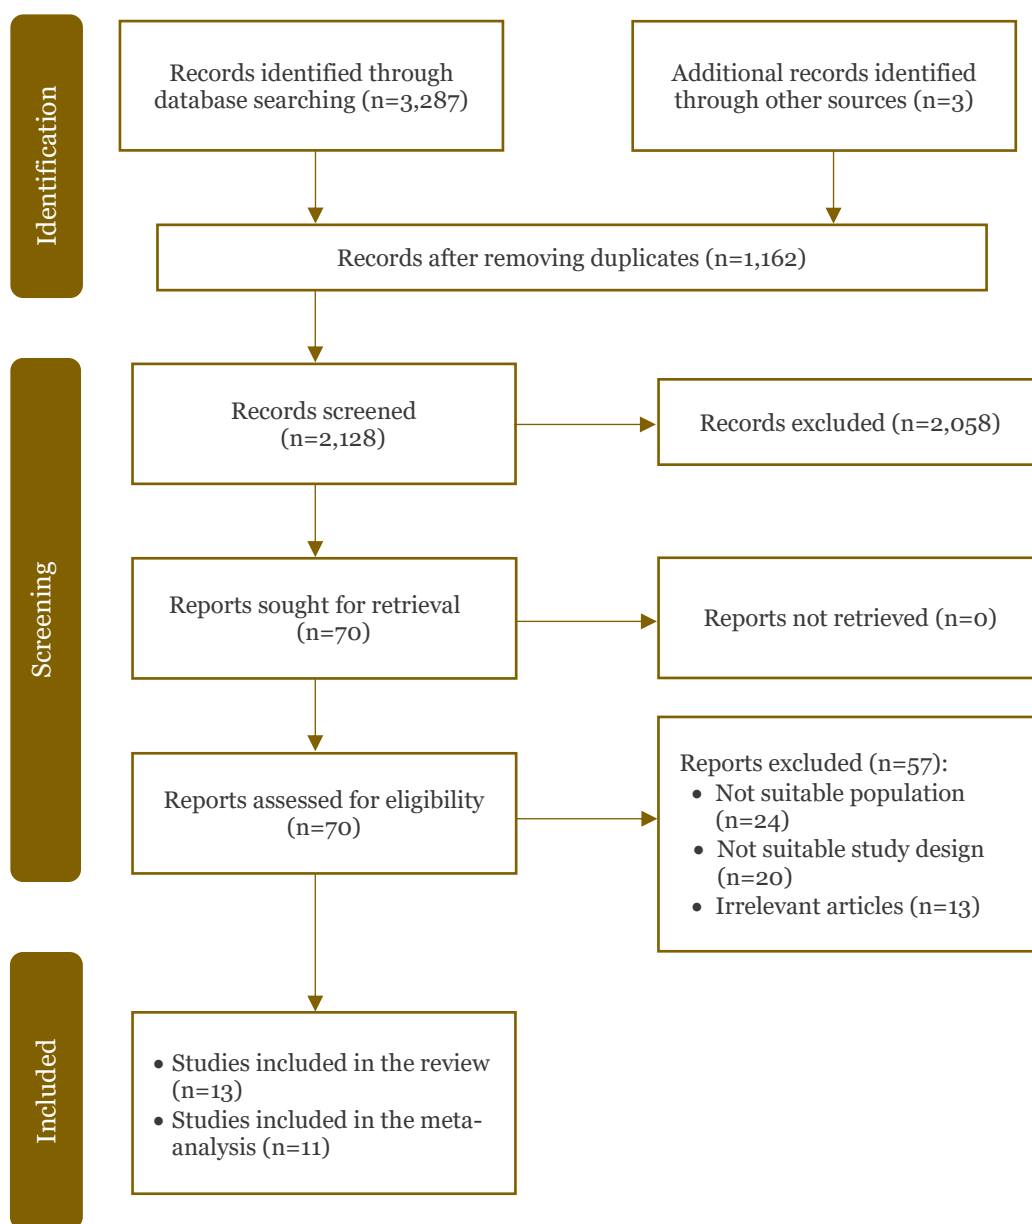 Identification
Records identified through
database searching (n=3,287)
Additional records identified
through other sources (n=3)
Records after removing duplicates (n=1,162)
Screening
Records screened
(n=2,128)
Records excluded (n=2,058)
Reports sought for retrieval
(n=70)
Reports not retrieved (n=0)
Reports assessed for eligibility
(n=70)
Reports excluded (n=57):
• Not suitable population
(n=24)
• Not suitable study design
(n=20)
• Irrelevant articles (n=13)
Included
• Studies included in the review
(n=13)
• Studies included in the meta-
analysis (n=11)